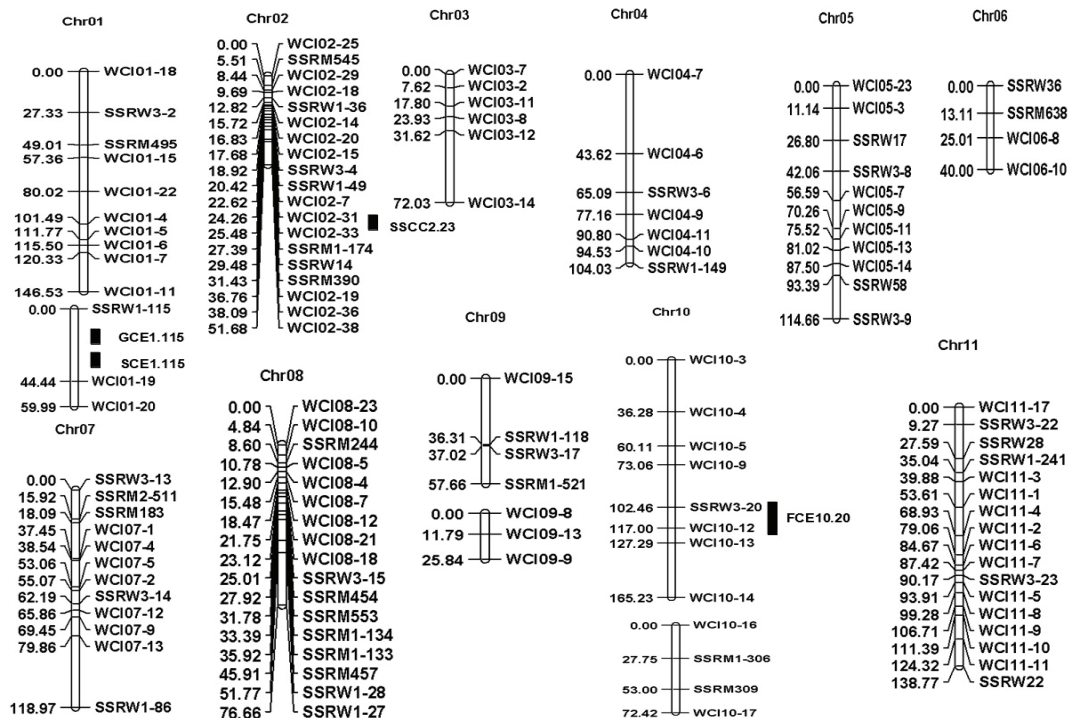 Chr01
0.00 WCI01-18
27.33 SSRW3-2
49.01 SSRM495
57.36 WCI01-15
80.02 WCI01-22
101.49 WCI01-4
111.77 WCI01-5
115.50 WCI01-6
120.33 WCI01-7
146.53 WCI01-11
0.00 SSRW1-115
GCE1.115
SCE1.115
44.44 WCI01-19
59.99 WCI01-20
Chr02
0.00 WCI02-25
5.51 SSRM545
8.44 WCI02-29
9.69 WCI02-18
12.82 SSRW1-36
15.72 WCI02-14
16.83 WCI02-20
17.68 WCI02-15
18.92 SSRW3-4
20.42 SSRW1-49
22.62 WCI02-7
24.26 WCI02-31
25.48 WCI02-33
SSCC2.23
27.39 SSRM1-174
29.48 SSRW14
31.43 SSRM390
36.76 WCI02-19
38.09 WCI02-36
51.68 WCI02-38
Chr03
0.00 WCI03-7
7.62 WCI03-2
17.80 WCI03-11
23.93 WCI03-8
31.62 WCI03-12
72.03 WCI03-14
Chr04
0.00 WCI04-7
43.62 WCI04-6
65.09 SSRW3-6
77.16 WCI04-9
90.80 WCI04-11
94.53 WCI04-10
104.03 SSRW1-149
Chr05
0.00 WCI05-23
11.14 WCI05-3
26.80 SSRW17
42.06 SSRW3-8
56.59 WCI05-7
70.26 WCI05-9
75.52 WCI05-11
81.02 WCI05-13
87.50 WCI05-14
93.39 SSRW58
114.66 SSRW3-9
Chr06
0.00 SSRW36
13.11 SSRM638
25.01 WCI06-8
40.00 WCI06-10
Chr07
0.00 SSRW3-13
15.92 SSRM2-511
18.09 SSRM183
37.45 WCI07-1
38.54 WCI07-4
53.06 WCI07-5
55.07 WCI07-2
62.19 SSRW3-14
65.86 WCI07-12
69.45 WCI07-9
79.86 WCI07-13
118.97 SSRW1-86
Chr08
0.00 WCI08-23
4.84 WCI08-10
8.60 SSRM244
10.78 WCI08-5
12.90 WCI08-4
15.48 WCI08-7
18.47 WCI08-12
21.75 WCI08-21
23.12 WCI08-18
25.01 SSRW3-15
27.92 SSRM454
31.78 SSRM553
33.39 SSRM1-134
35.92 SSRM1-133
45.91 SSRM457
51.77 SSRW1-28
76.66 SSRW1-27
Chr09
0.00 WCI09-15
36.31 SSRW1-118
37.02 SSRW3-17
57.66 SSRM1-521
0.00 WCI09-8
11.79 WCI09-13
25.84 WCI09-9
Chr10
0.00 WCI10-3
36.28 WCI10-4
60.11 WCI10-5
73.06 WCI10-9
102.46 SSRW3-20
FCE10.20
117.00 WCI10-12
127.29 WCI10-13
165.23 WCI10-14
0.00 WCI10-16
27.75 SSRM1-306
53.00 SSRM309
72.42 WCI10-17
Chr11
0.00 WCI11-17
9.27 SSRW3-22
27.59 SSRW28
35.04 SSRW1-241
39.88 WCI11-3
53.61 WCI11-1
68.93 WCI11-4
79.06 WCI11-2
84.67 WCI11-6
87.42 WCI11-7
90.17 SSRW3-23
93.91 WCI11-5
99.28 WCI11-8
106.71 WCI11-9
111.39 WCI11-10
124.32 WCI11-11
138.77 SSRW22